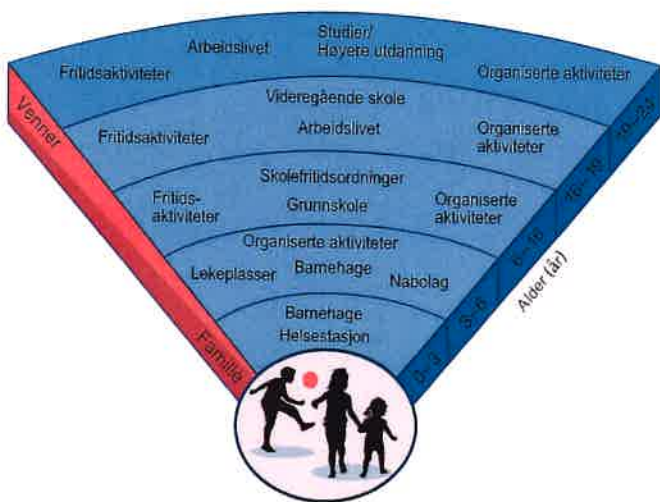 Studier/
Arbeidslivet
Høyere utdanning
Fritidsaktiviteter
Organiserte aktiviteter
Videregående skole
Fritidsaktiviteter
Arbeidslivet
Organiserte
aktiviteter
Skolefritidsordninger
Fritids-
aktiviteter
Grunnskole
Organiserte
aktiviteter
Organiserte aktiviteter
Lekeplasser
Barnehage
Nabolag
Barnehage
Helsestasjon
Venner
Familie
19–24
16–19
6–16
3–6
0–3
Alder (år)